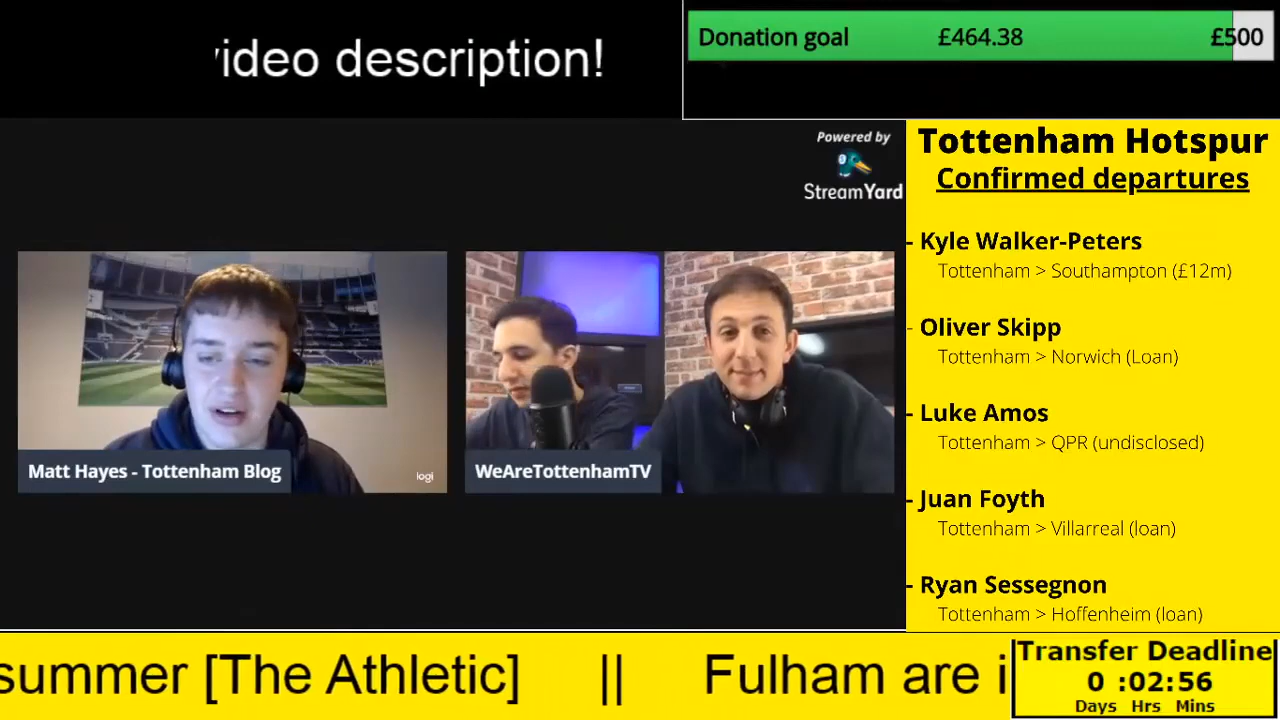 video description!
Donation goal £464.38 £500
Powered by
StreamYard
Tottenham Hotspur
Confirmed departures
- Kyle Walker-Peters
Tottenham > Southampton (£12m)
- Oliver Skipp
Tottenham > Norwich (Loan)
- Luke Amos
Tottenham > QPR (undisclosed)
- Juan Foyth
Tottenham > Villarreal (loan)
- Ryan Sessegnon
Tottenham > Hoffenheim (loan)
Matt Hayes - Tottenham Blog
logi
WeAreTottenhamTV
summer [The Athletic] || Fulham are i
Transfer Deadline
0 :02:56
Days Hrs Mins